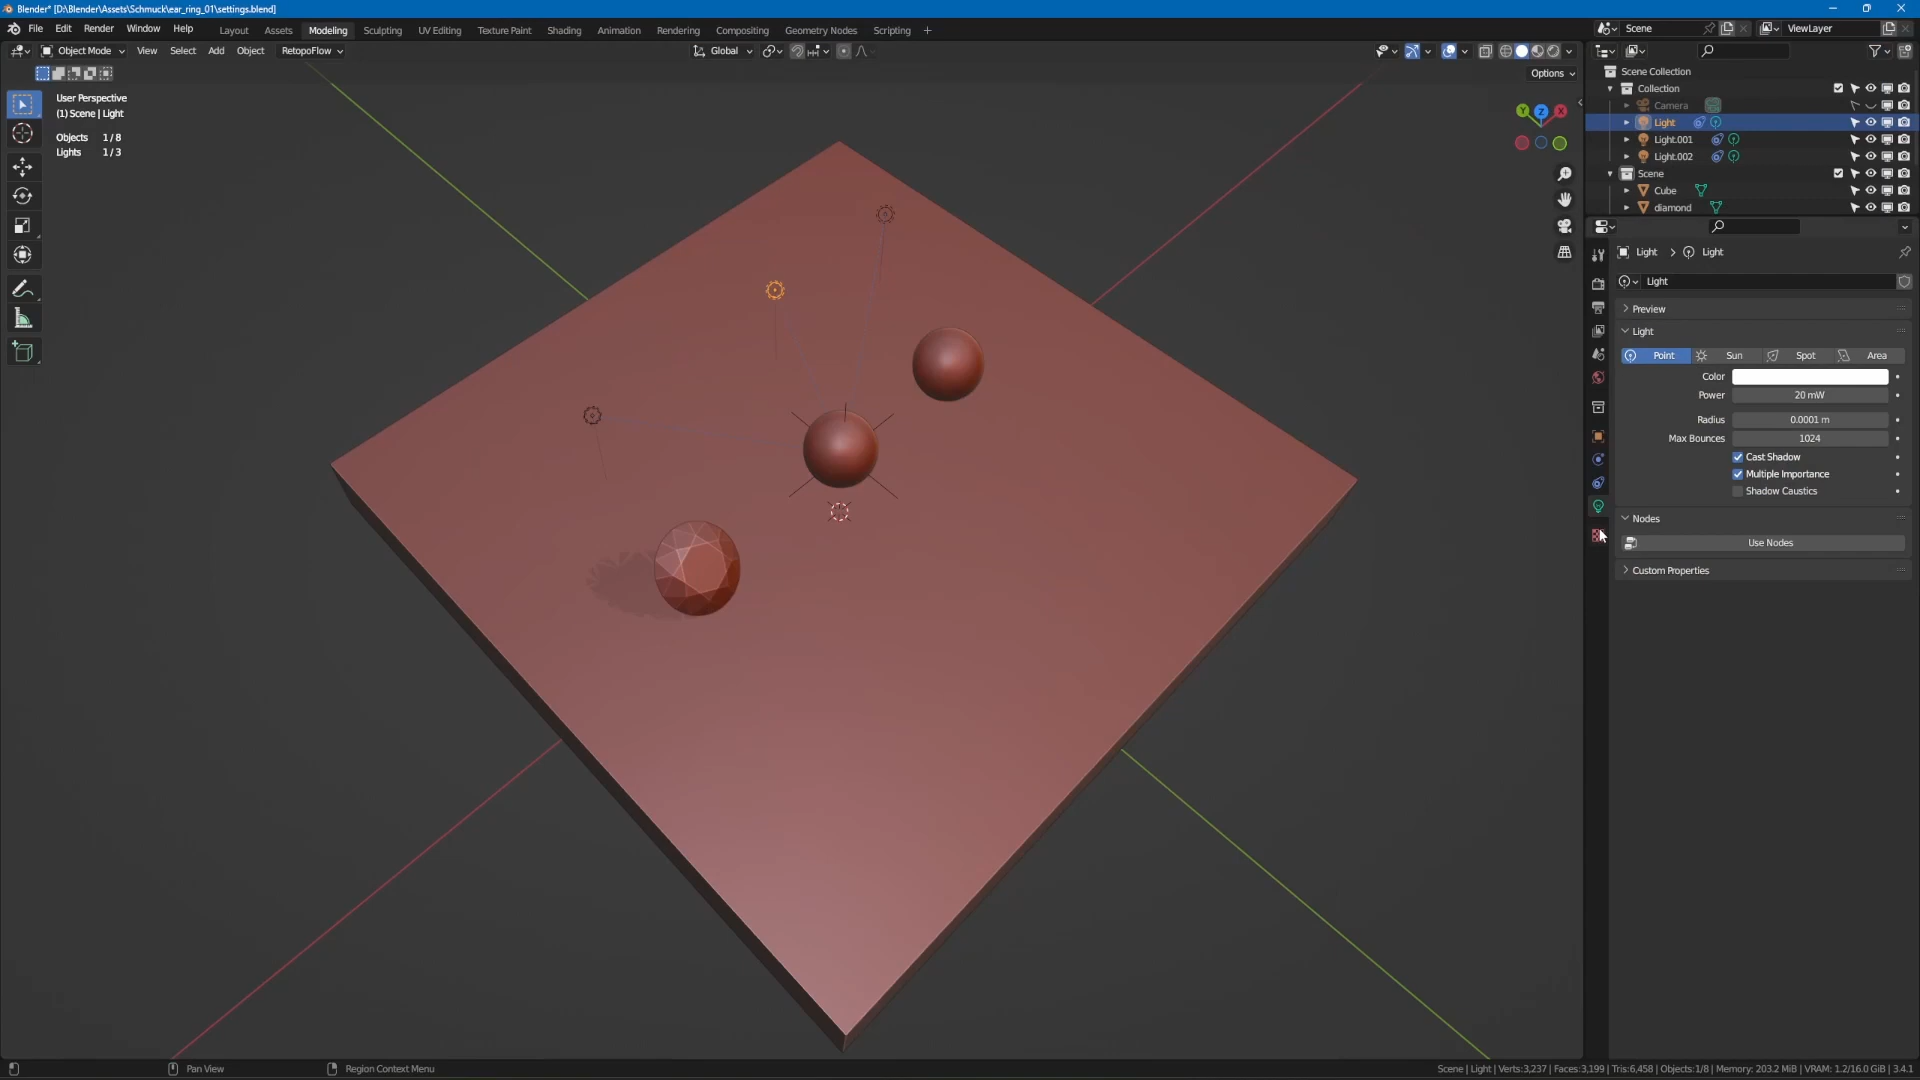 Blender* [D:\Blender\Assets\Schmuck\ear_ring_01\settings.blend]
File Edit Render Window Help Layout Assets Modeling Sculpting UV Editing Texture Paint Shading Animation Rendering Compositing Geometry Nodes Scripting + Scene ViewLayer
Object Mode View Select Add Object RetopoFlow Global
Options
User Perspective
(1) Scene | Light
Objects 1/8
Lights 1/3
Y Z X
Scene Collection
Collection
Camera
Light
Light.001
Light.002
Scene
Cube
diamond
Light > Light
Light
Preview
Light
Point Sun Spot Area
Color
Power 20 mW
Radius 0.0001 m
Max Bounces 1024
Cast Shadow
Multiple Importance
Shadow Caustics
Nodes
Use Nodes
Custom Properties
Pan View Region Context Menu Scene | Light | Verts:3,237 | Faces:3,199 | Tris:6,458 | Objects:1/8 | Memory: 203.2 MiB | VRAM: 1.2/16.0 GiB | 3.4.1